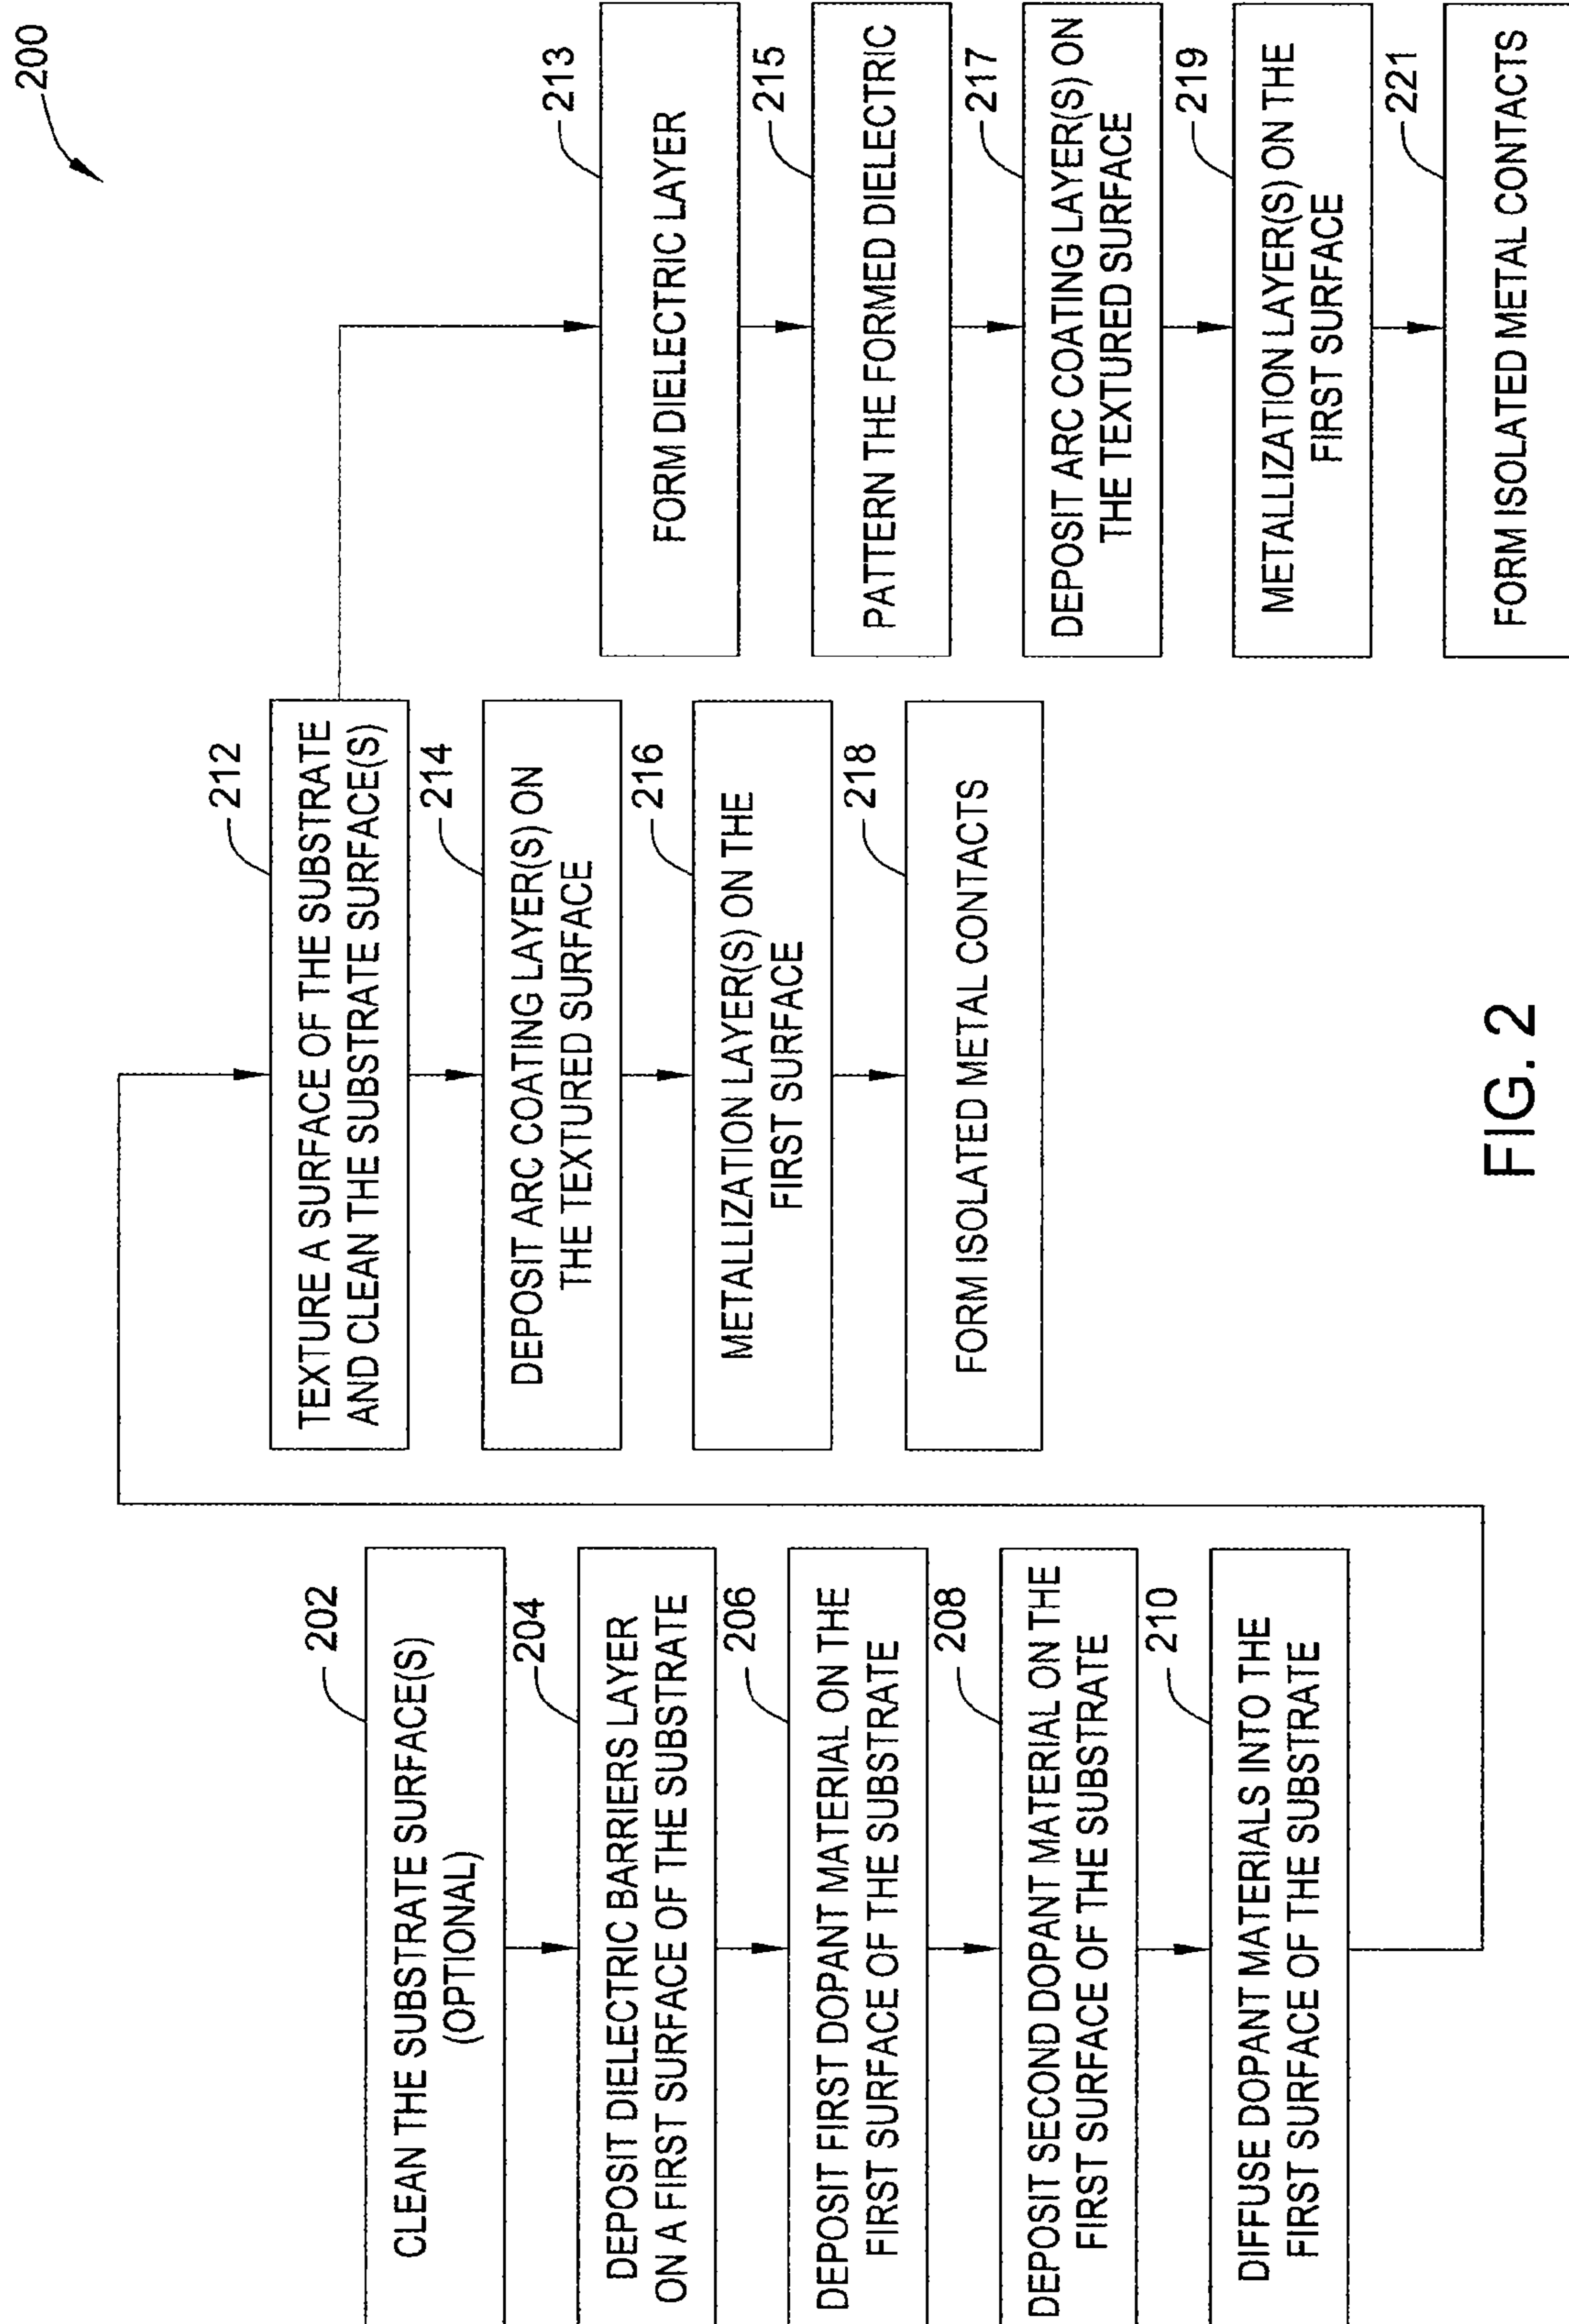 200
202
CLEAN THE SUBSTRATE SURFACE(S)
(OPTIONAL)
204
DEPOSIT DIELECTRIC BARRIERS LAYER
ON A FIRST SURFACE OF THE SUBSTRATE
206
DEPOSIT FIRST DOPANT MATERIAL ON THE
FIRST SURFACE OF THE SUBSTRATE
208
DEPOSIT SECOND DOPANT MATERIAL ON THE
FIRST SURFACE OF THE SUBSTRATE
210
DIFFUSE DOPANT MATERIALS INTO THE
FIRST SURFACE OF THE SUBSTRATE
212
TEXTURE A SURFACE OF THE SUBSTRATE
AND CLEAN THE SUBSTRATE SURFACE(S)
214
DEPOSIT ARC COATING LAYER(S) ON
THE TEXTURED SURFACE
216
METALLIZATION LAYER(S) ON THE
FIRST SURFACE
218
FORM ISOLATED METAL CONTACTS
213
FORM DIELECTRIC LAYER
215
PATTERN THE FORMED DIELECTRIC
217
DEPOSIT ARC COATING LAYER(S) ON
THE TEXTURED SURFACE
219
METALLIZATION LAYER(S) ON THE
FIRST SURFACE
221
FORM ISOLATED METAL CONTACTS
FIG. 2